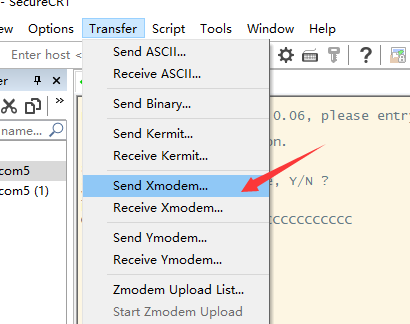 - SecureCRT
ew Options Transfer Script Tools Window Help
Enter host
Send ASCII...
Receive ASCII...
Send Binary...
Send Kermit...
Receive Kermit...
Send Xmodem...
Receive Xmodem...
Send Ymodem...
Receive Ymodem...
Zmodem Upload List...
Start Zmodem Upload
er
name...
com5
com5 (1)
0.06, please entry
on.
e, Y/N ?
ccccccccccc